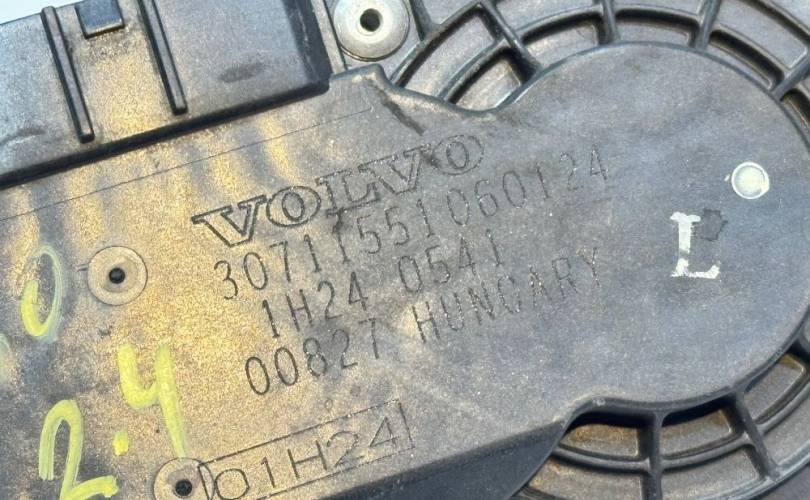 VOLVO
30711551060124
1H24 0541
00827 HUNGARY
L
2.4
01H24